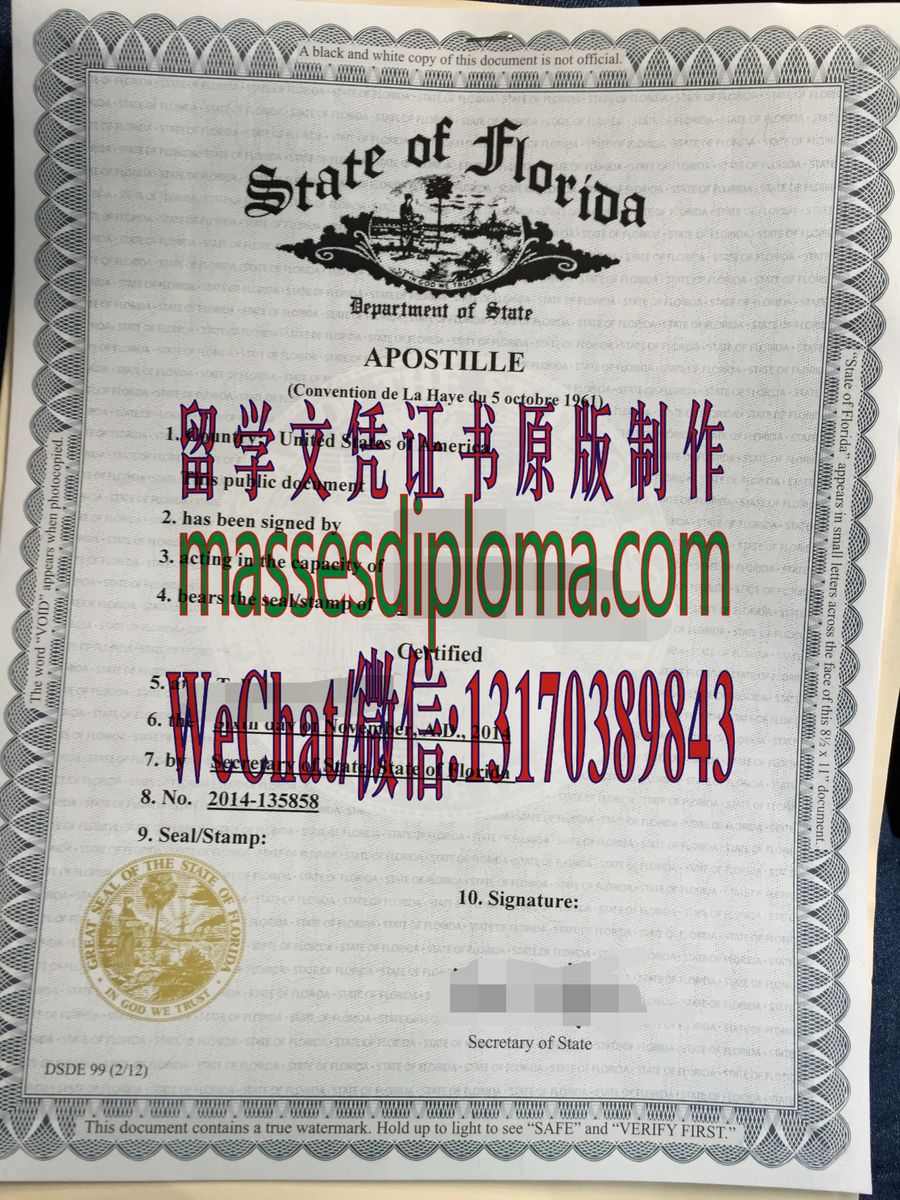 A black and white copy of this document is not official.
State of Florida
IN GOD WE TRUST
Department of State
APOSTILLE
(Convention de La Haye du 5 octobre 1961)
留学文凭证书原版制作
1. Country: United States of America
This public document
2. has been signed by
massesdiploma.com
3. acting in the capacity of
4. bears the seal/stamp of
Certified
5. at
WeChat/微信:13170389843
6. the day of November, A.D., 2014
7. by Secretary of State, State of Florida
8. No. 2014-135858
9. Seal/Stamp:
GREAT SEAL OF THE STATE OF FLORIDA
IN GOD WE TRUST
10. Signature:
Secretary of State
DSDE 99 (2/12)
This document contains a true watermark. Hold up to light to see “SAFE” and “VERIFY FIRST.”
The word “VOID” appears when photocopied.
“State of Florida” appears in small letters across the face of this 8½ x 11” document.